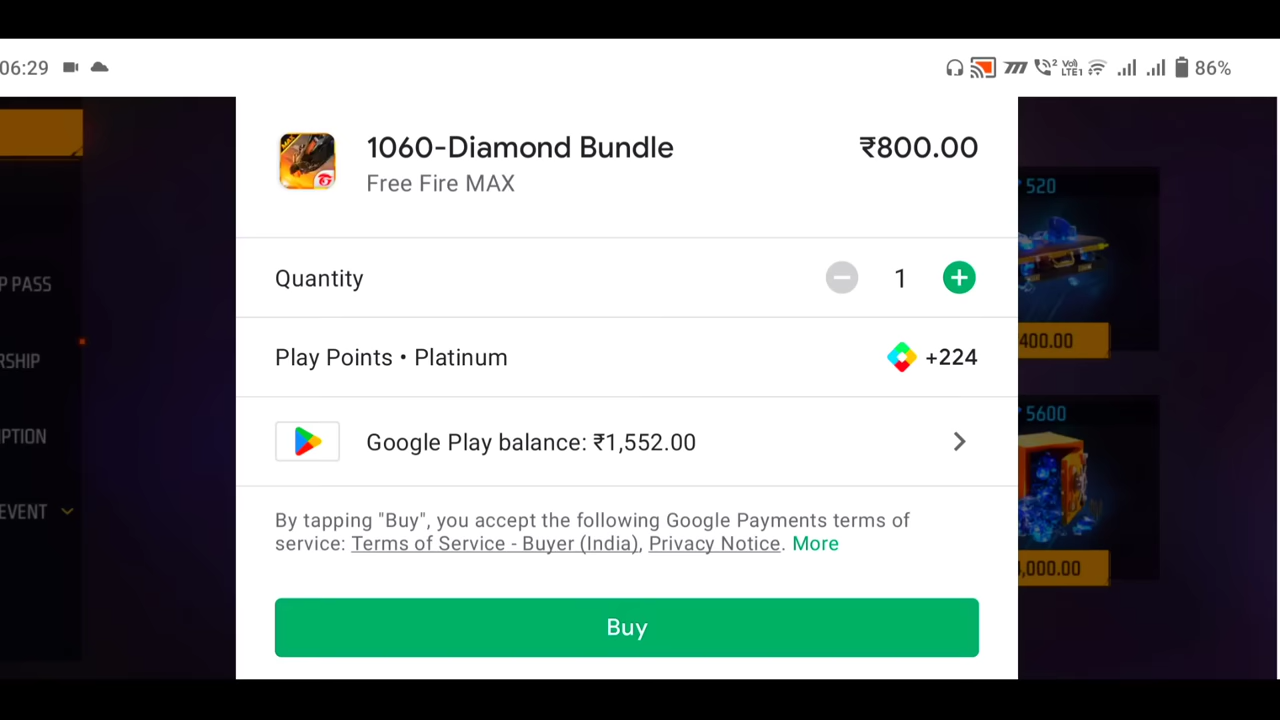 06:29
86%
1060-Diamond Bundle
₹800.00
Free Fire MAX
520
Quantity
1
P PASS
400.00
RSHIP
Play Points • Platinum
+224
5600
IPTION
Google Play balance: ₹1,552.00
EVENT
By tapping "Buy", you accept the following Google Payments terms of
service: Terms of Service - Buyer (India), Privacy Notice. More
,000.00
Buy